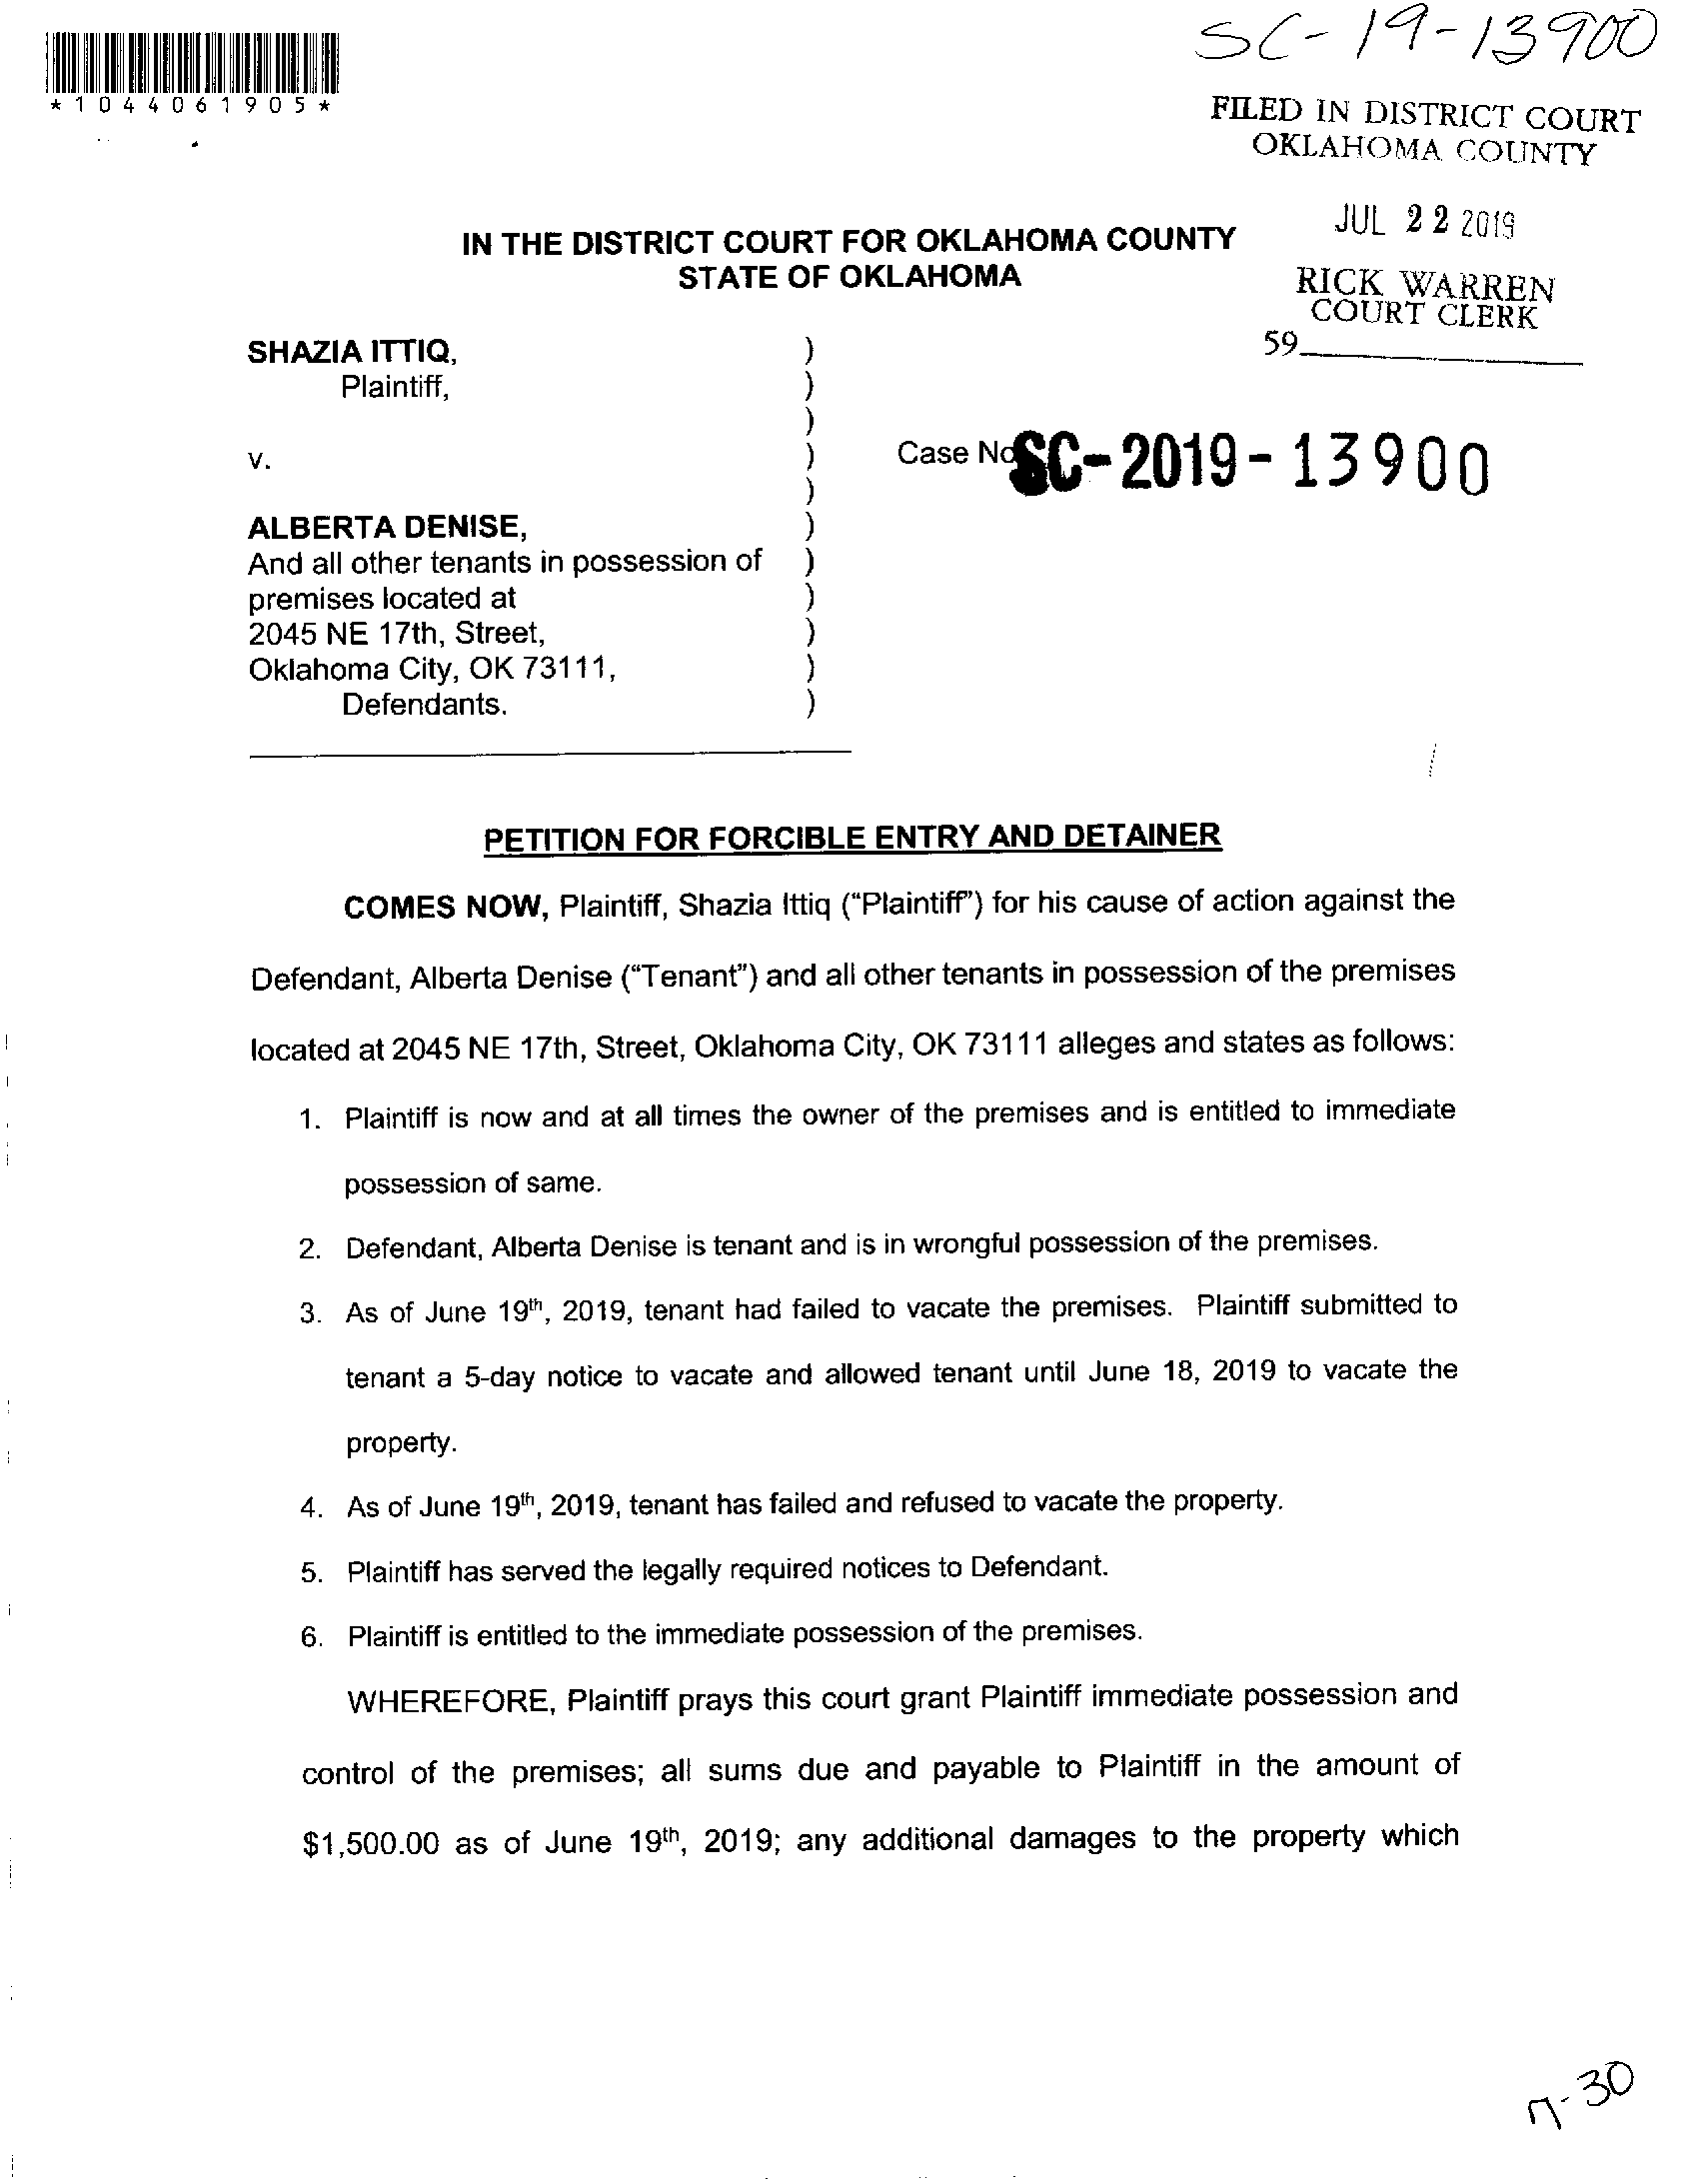 SC-19-13900
*1044061905*
FILED IN DISTRICT COURT
OKLAHOMA COUNTY
JUL 22 2019
IN THE DISTRICT COURT FOR OKLAHOMA COUNTY
STATE OF OKLAHOMA
RICK WARREN
COURT CLERK
59
SHAZIA ITTIQ, )
Plaintiff, )
)
v. ) Case No SC-2019-13900
)
ALBERTA DENISE, )
And all other tenants in possession of )
premises located at )
2045 NE 17th, Street, )
Oklahoma City, OK 73111, )
Defendants. )
PETITION FOR FORCIBLE ENTRY AND DETAINER
COMES NOW, Plaintiff, Shazia Ittiq (“Plaintiff”) for his cause of action against the
Defendant, Alberta Denise (“Tenant”) and all other tenants in possession of the premises
located at 2045 NE 17th, Street, Oklahoma City, OK 73111 alleges and states as follows:
1. Plaintiff is now and at all times the owner of the premises and is entitled to immediate
possession of same.
2. Defendant, Alberta Denise is tenant and is in wrongful possession of the premises.
3. As of June 19th, 2019, tenant had failed to vacate the premises. Plaintiff submitted to
tenant a 5-day notice to vacate and allowed tenant until June 18, 2019 to vacate the
property.
4. As of June 19th, 2019, tenant has failed and refused to vacate the property.
5. Plaintiff has served the legally required notices to Defendant.
6. Plaintiff is entitled to the immediate possession of the premises.
WHEREFORE, Plaintiff prays this court grant Plaintiff immediate possession and
control of the premises; all sums due and payable to Plaintiff in the amount of
$1,500.00 as of June 19th, 2019; any additional damages to the property which